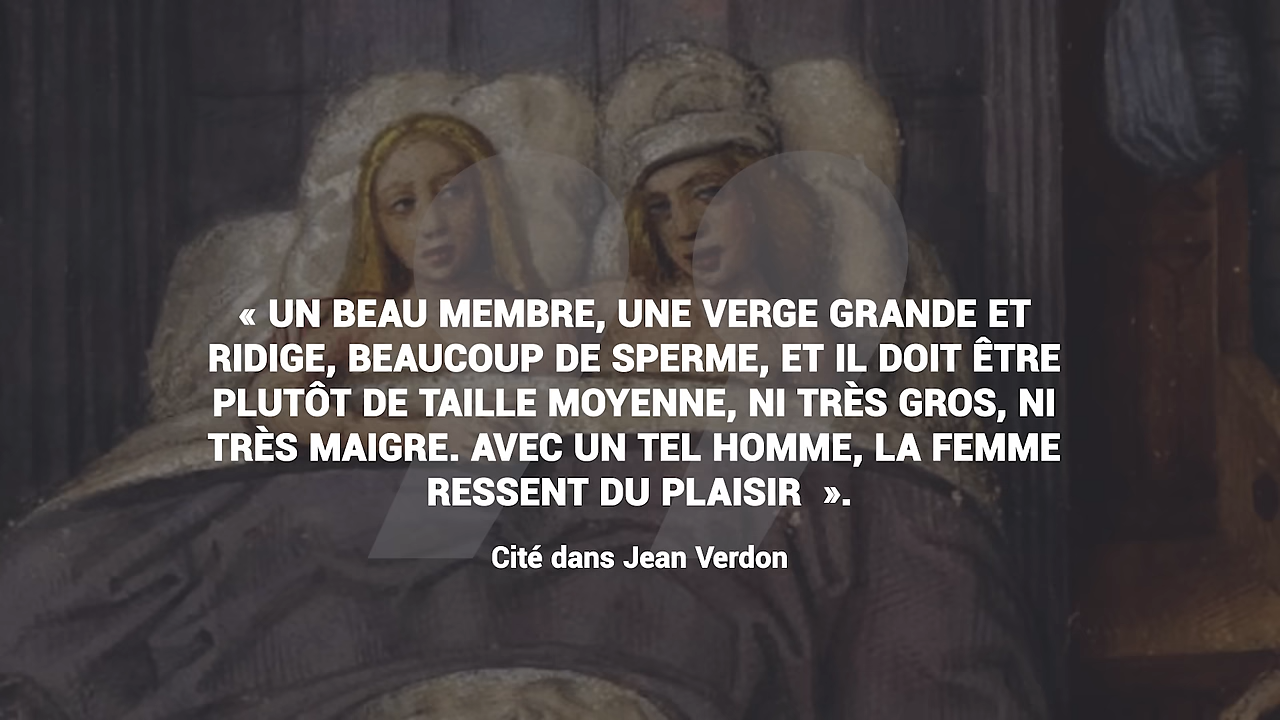 « UN BEAU MEMBRE, UNE VERGE GRANDE ET
RIDIGE, BEAUCOUP DE SPERME, ET IL DOIT ÊTRE
PLUTÔT DE TAILLE MOYENNE, NI TRÈS GROS, NI
TRÈS MAIGRE. AVEC UN TEL HOMME, LA FEMME
RESSENT DU PLAISIR  ».
Cité dans Jean Verdon